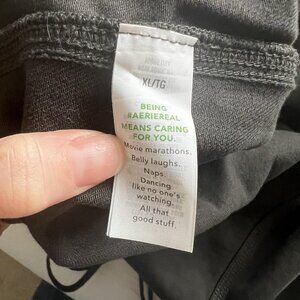 XL/TG
BEING
#AERIEREAL
MEANS CARING
FOR YOU.
Movie marathons.
Belly laughs.
Naps.
Dancing
like no one's
watching.
All that
good stuff.